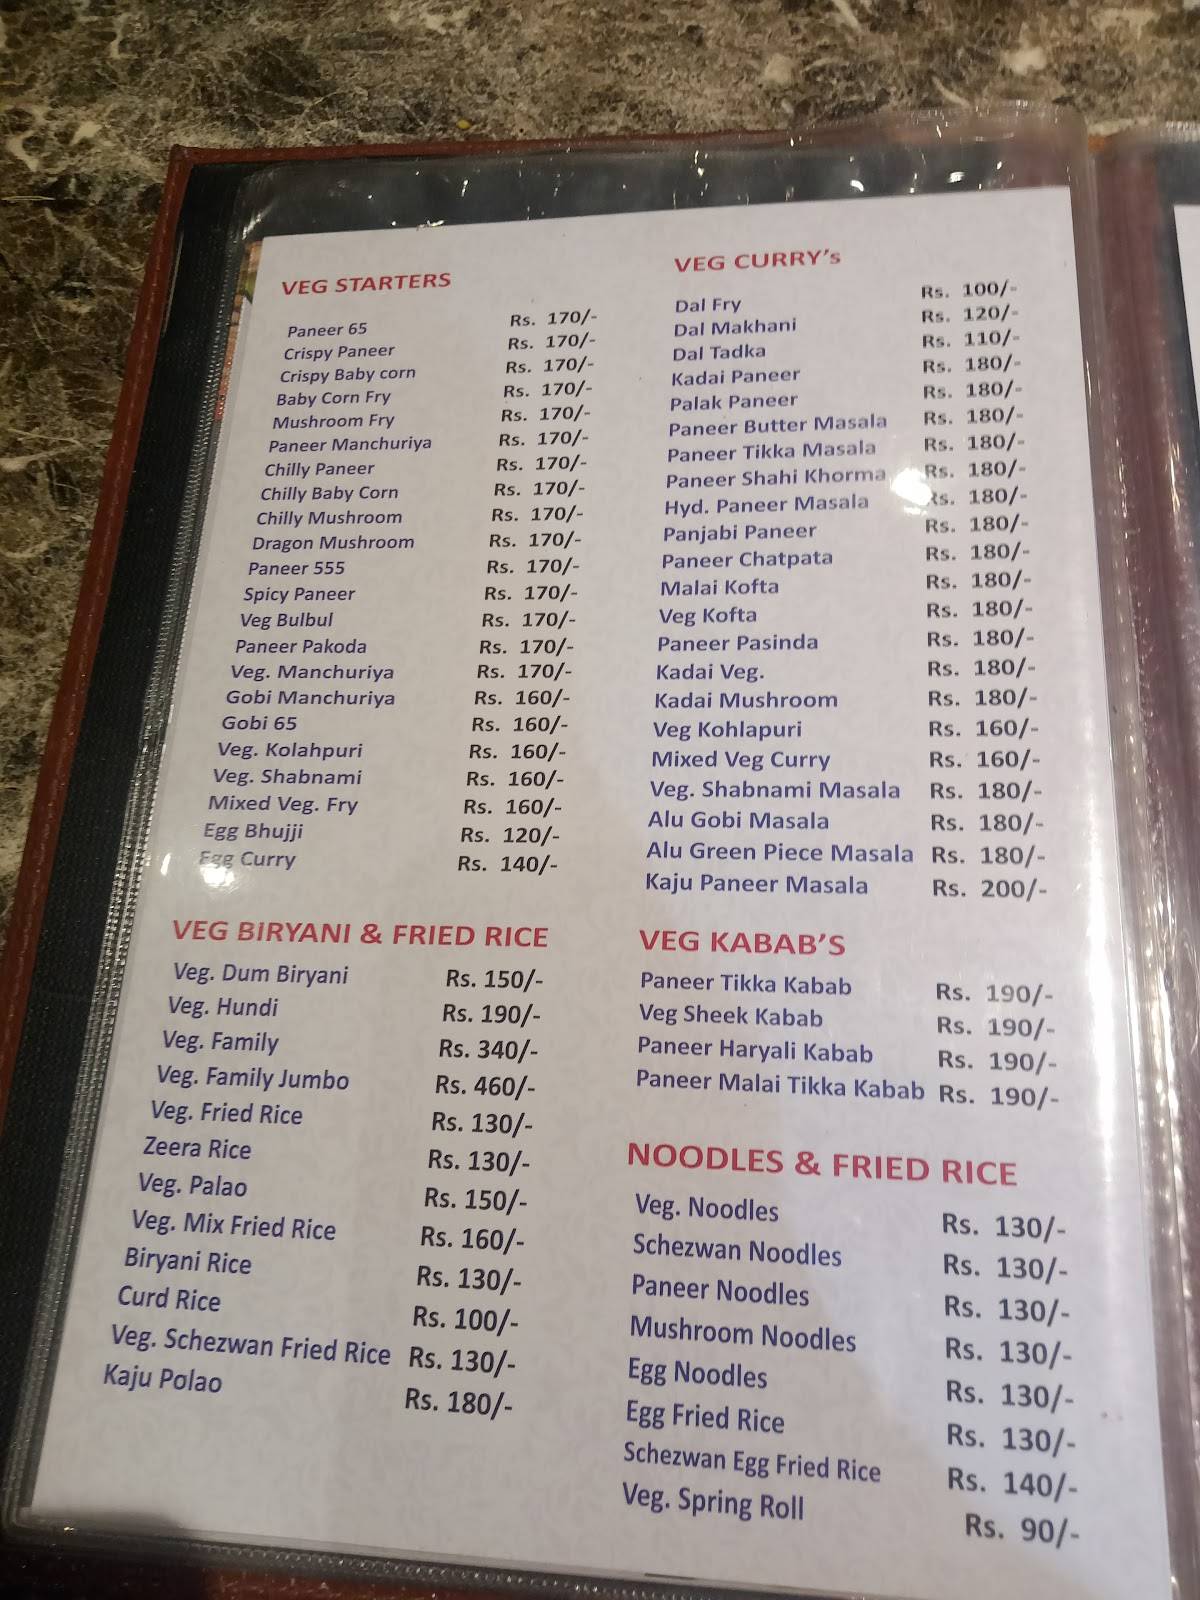 VEG STARTERS
Paneer 65 Rs. 170/-
Crispy Paneer Rs. 170/-
Crispy Baby corn Rs. 170/-
Baby Corn Fry Rs. 170/-
Mushroom Fry Rs. 170/-
Paneer Manchuriya Rs. 170/-
Chilly Paneer Rs. 170/-
Chilly Baby Corn Rs. 170/-
Chilly Mushroom Rs. 170/-
Dragon Mushroom Rs. 170/-
Paneer 555 Rs. 170/-
Spicy Paneer Rs. 170/-
Veg Bulbul Rs. 170/-
Paneer Pakoda Rs. 170/-
Veg. Manchuriya Rs. 170/-
Gobi Manchuriya Rs. 160/-
Gobi 65 Rs. 160/-
Veg. Kolahpuri Rs. 160/-
Veg. Shabnami Rs. 160/-
Mixed Veg. Fry Rs. 160/-
Egg Bhujji Rs. 120/-
Egg Curry Rs. 140/-
VEG BIRYANI & FRIED RICE
Veg. Dum Biryani Rs. 150/-
Veg. Hundi Rs. 190/-
Veg. Family Rs. 340/-
Veg. Family Jumbo Rs. 460/-
Veg. Fried Rice Rs. 130/-
Zeera Rice Rs. 130/-
Veg. Palao Rs. 150/-
Veg. Mix Fried Rice Rs. 160/-
Biryani Rice Rs. 130/-
Curd Rice Rs. 100/-
Veg. Schezwan Fried Rice Rs. 130/-
Kaju Polao Rs. 180/-
VEG CURRY's
Dal Fry Rs. 100/-
Dal Makhani Rs. 120/-
Dal Tadka Rs. 110/-
Kadai Paneer Rs. 180/-
Palak Paneer Rs. 180/-
Paneer Butter Masala Rs. 180/-
Paneer Tikka Masala Rs. 180/-
Paneer Shahi Khorma Rs. 180/-
Hyd. Paneer Masala Rs. 180/-
Panjabi Paneer Rs. 180/-
Paneer Chatpata Rs. 180/-
Malai Kofta Rs. 180/-
Veg Kofta Rs. 180/-
Paneer Pasinda Rs. 180/-
Kadai Veg. Rs. 180/-
Kadai Mushroom Rs. 180/-
Veg Kohlapuri Rs. 160/-
Mixed Veg Curry Rs. 160/-
Veg. Shabnami Masala Rs. 180/-
Alu Gobi Masala Rs. 180/-
Alu Green Piece Masala Rs. 180/-
Kaju Paneer Masala Rs. 200/-
VEG KABAB'S
Paneer Tikka Kabab Rs. 190/-
Veg Sheek Kabab Rs. 190/-
Paneer Haryali Kabab Rs. 190/-
Paneer Malai Tikka Kabab Rs. 190/-
NOODLES & FRIED RICE
Veg. Noodles Rs. 130/-
Schezwan Noodles Rs. 130/-
Paneer Noodles Rs. 130/-
Mushroom Noodles Rs. 130/-
Egg Noodles Rs. 130/-
Egg Fried Rice Rs. 130/-
Schezwan Egg Fried Rice Rs. 140/-
Veg. Spring Roll Rs. 90/-